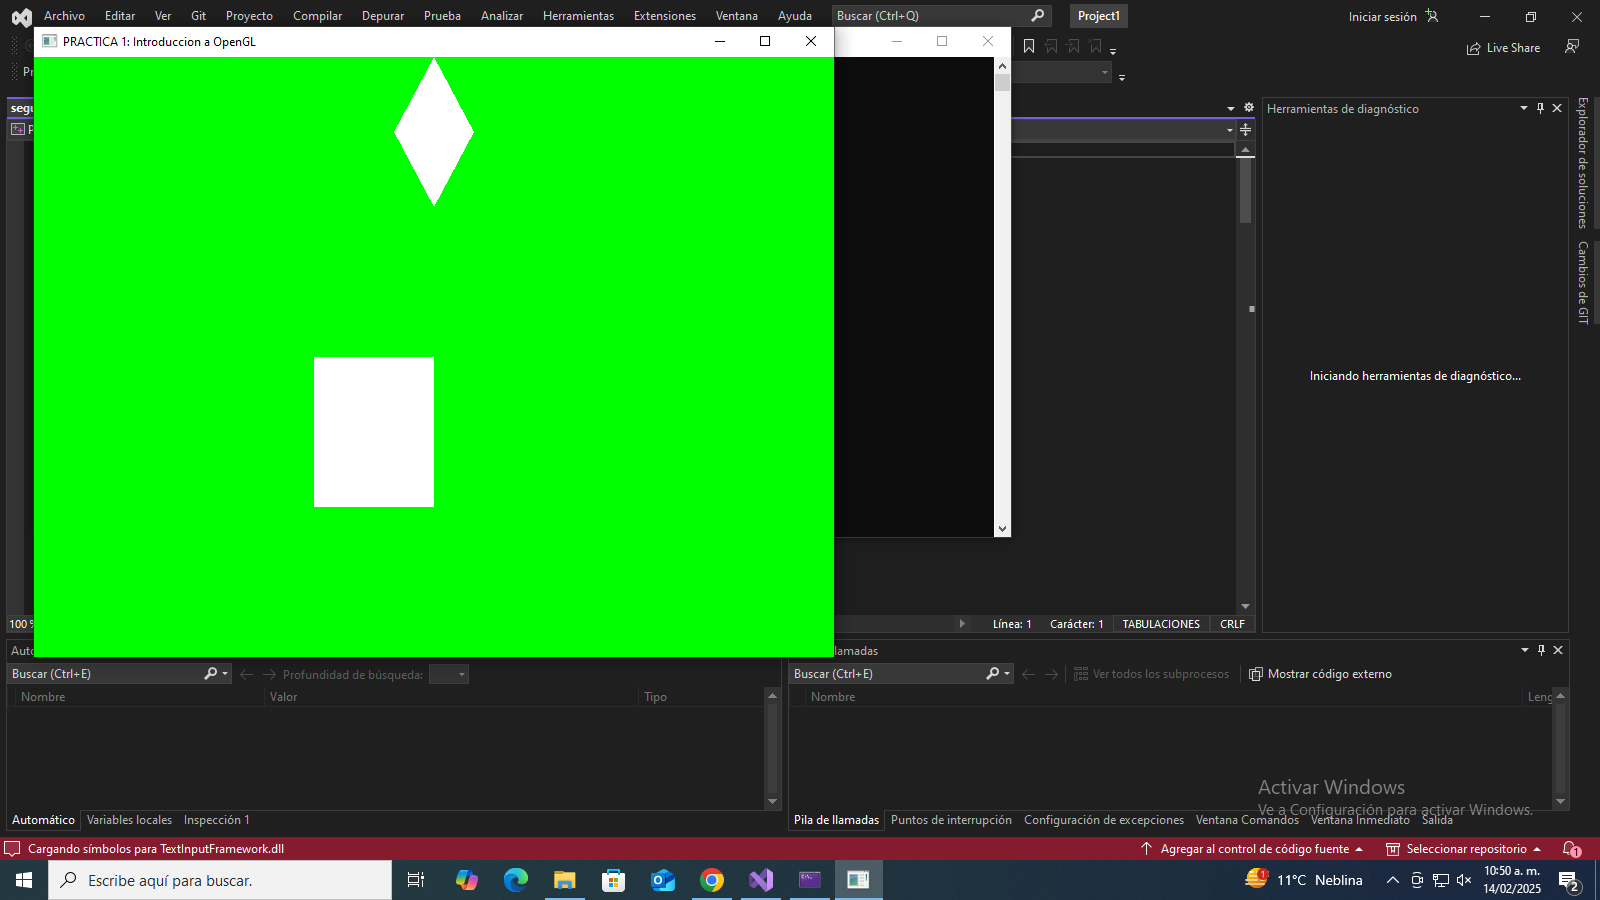 Archivo Editar Ver Git Proyecto Compilar Depurar Prueba Analizar Herramientas Extensiones Ventana Ayuda Buscar (Ctrl+Q) Project1 Iniciar sesión
PRACTICA 1: Introduccion a OpenGL
Live Share
Herramientas de diagnóstico
Explorador de soluciones
Cambios de GIT
Iniciando herramientas de diagnóstico...
100 %
Línea: 1 Carácter: 1 TABULACIONES CRLF
Buscar (Ctrl+E) Profundidad de búsqueda:
Nombre Valor Tipo
Automático Variables locales Inspección 1
Buscar (Ctrl+E) Ver todos los subprocesos Mostrar código externo
Nombre
Pila de llamadas Puntos de interrupción Configuración de excepciones Ventana Comandos Ventana Inmediato Salida
Activar Windows
Ve a Configuración para activar Windows.
Cargando símbolos para TextInputFramework.dll
Agregar al control de código fuente Seleccionar repositorio 1
Escribe aquí para buscar.
1 11°C Neblina
10:50 a. m.
14/02/2025
2